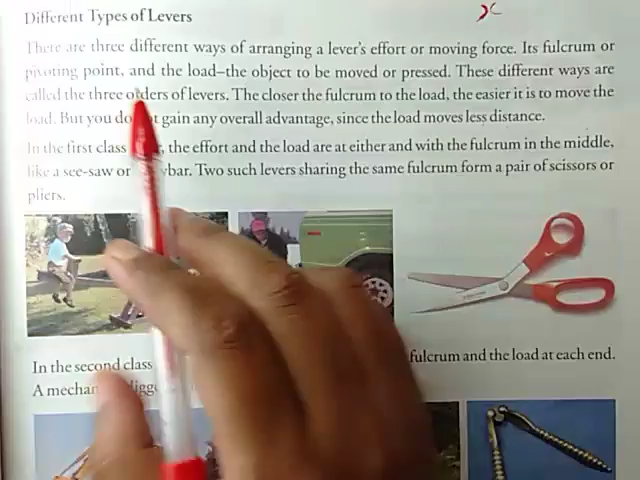 Different Types of Levers
There are three different ways of arranging a lever's effort or moving force. Its fulcrum or
pivoting point, and the load–the object to be moved or pressed. These different ways are
called the three orders of levers. The closer the fulcrum to the load, the easier it is to move the
load. But you do gain any overall advantage, since the load moves less distance.
In the first class the effort and the load are at either and with the fulcrum in the middle,
like a see-saw or bar. Two such levers sharing the same fulcrum form a pair of scissors or
pliers.
In the second class fulcrum and the load at each end.
A